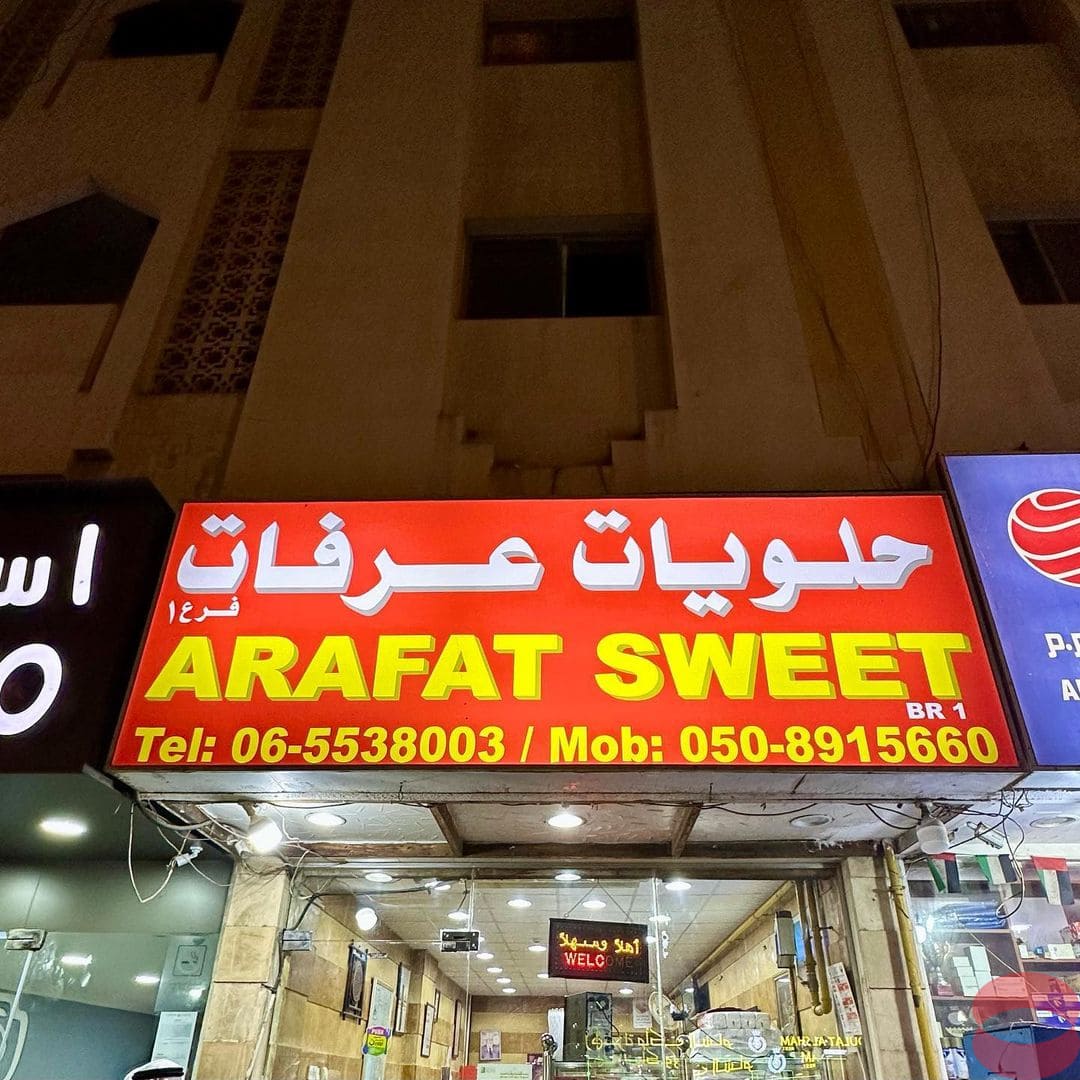 حلويات عرفات
فرع ١
ARAFAT SWEET
BR 1
Tel: 06-5538003 / Mob: 050-8915660
أهلا وسهلا
WELCOME